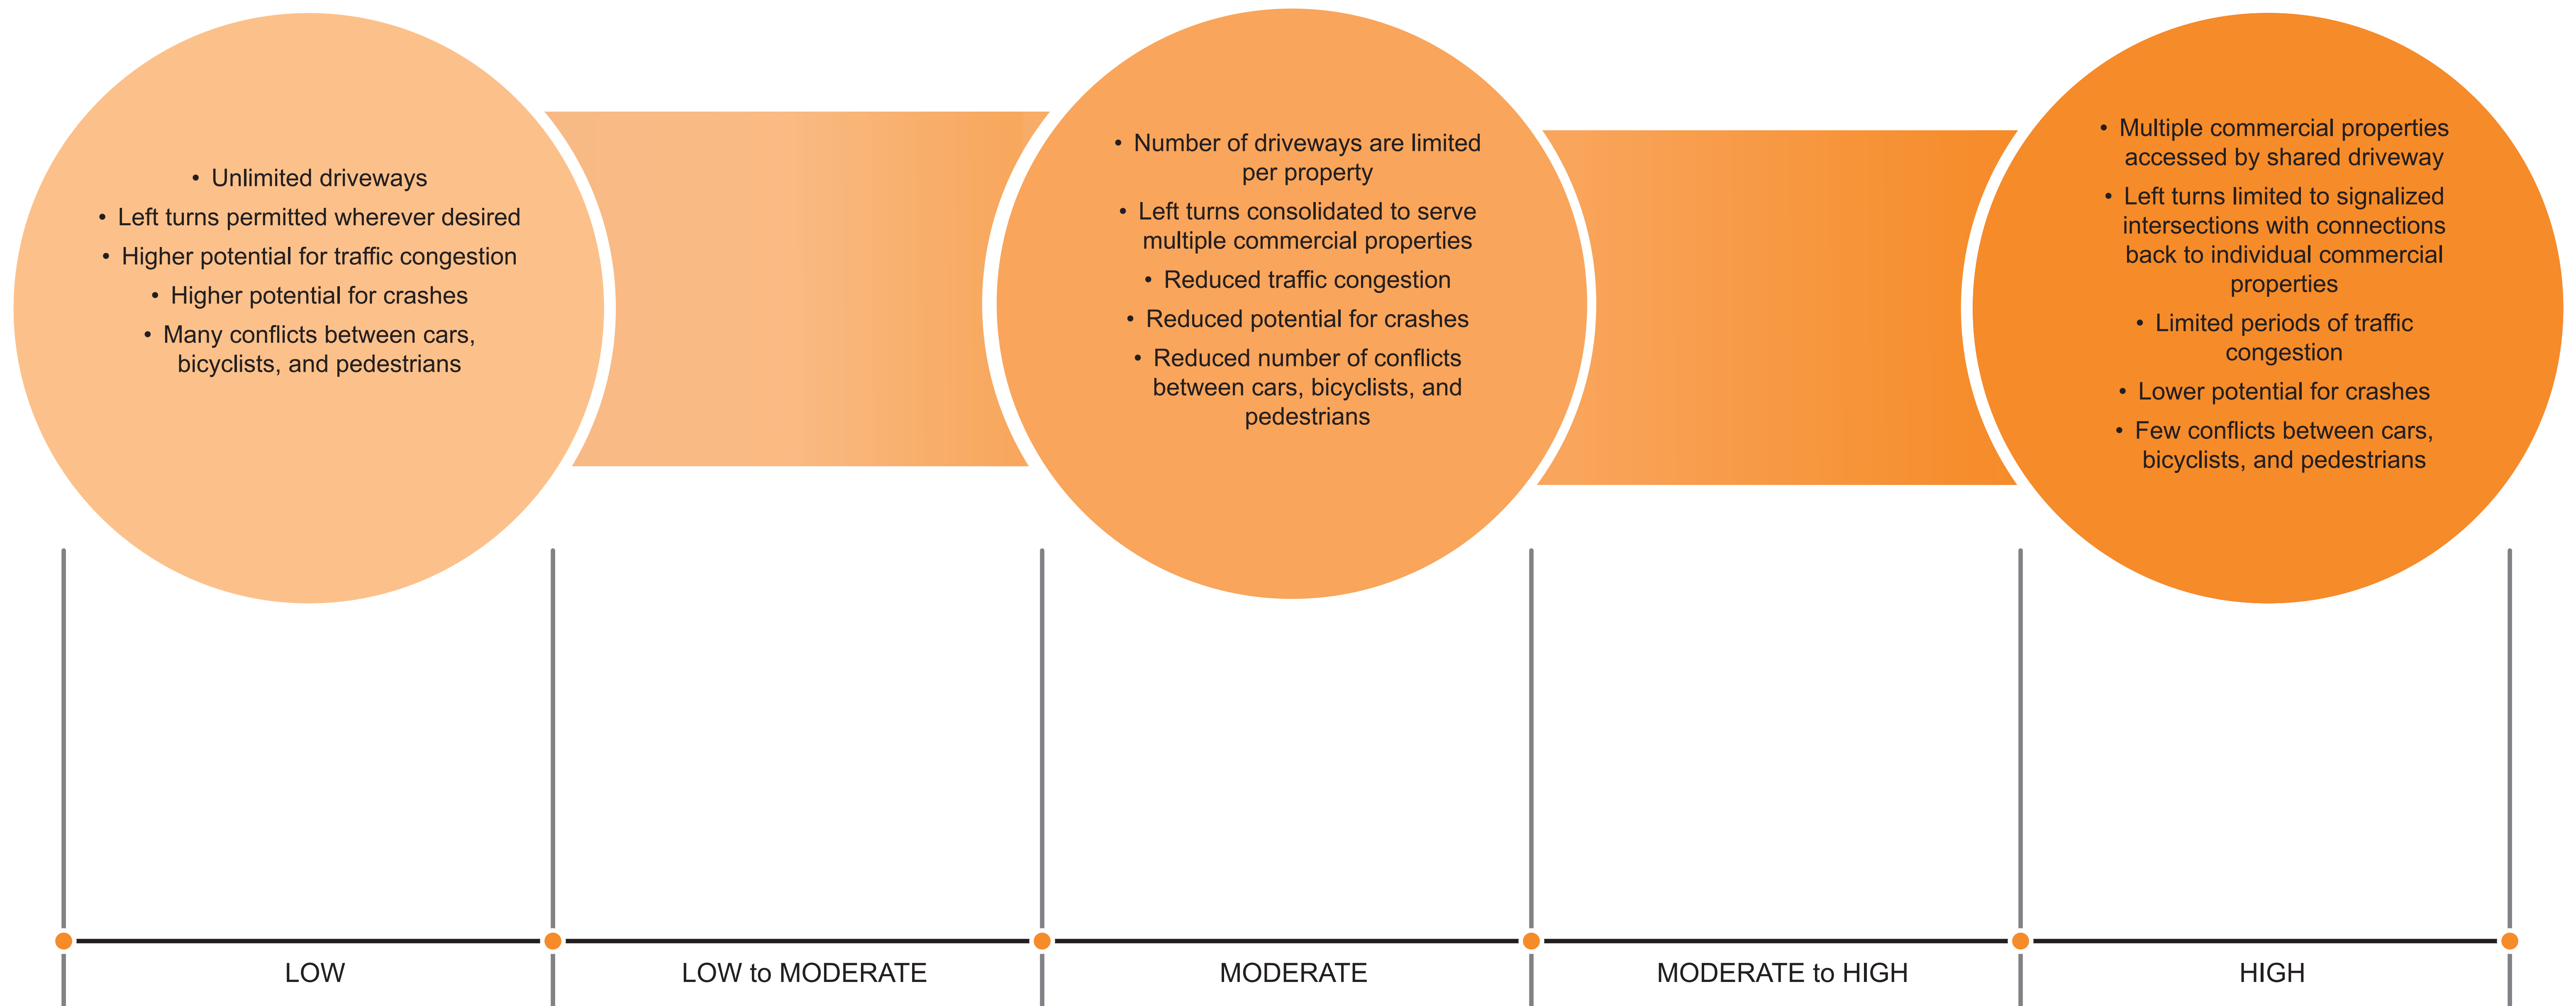 • Unlimited driveways
• Left turns permitted wherever desired
• Higher potential for traffic congestion
• Higher potential for crashes
• Many conflicts between cars,
bicyclists, and pedestrians
• Number of driveways are limited
per property
• Left turns consolidated to serve
multiple commercial properties
• Reduced traffic congestion
• Reduced potential for crashes
• Reduced number of conflicts
between cars, bicyclists, and
pedestrians
• Multiple commercial properties
accessed by shared driveway
• Left turns limited to signalized
intersections with connections
back to individual commercial
properties
• Limited periods of traffic
congestion
• Lower potential for crashes
• Few conflicts between cars,
bicyclists, and pedestrians
LOW
LOW to MODERATE
MODERATE
MODERATE to HIGH
HIGH